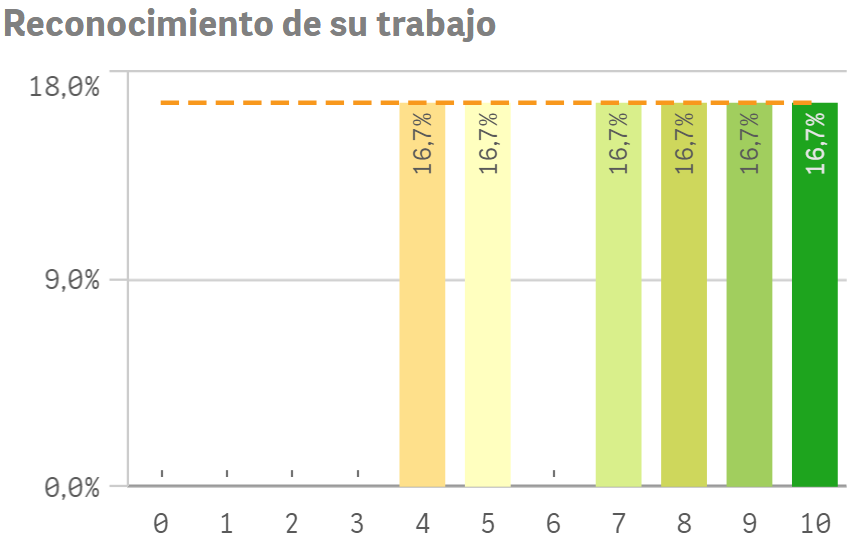 Reconocimiento de su trabajo
18,0%
16,7% 16,7% 16,7% 16,7% 16,7% 16,7%
9,0%
0,0%
0 1 2 3 4 5 6 7 8 9 10